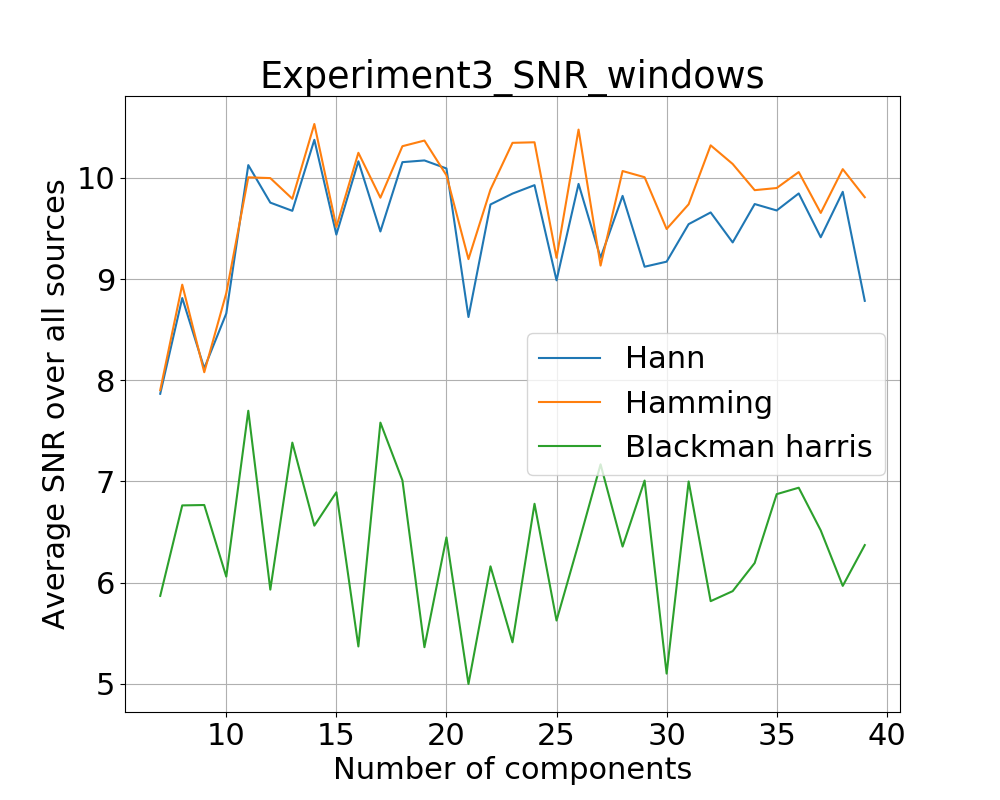 Experiment3_SNR_windows
Average SNR over all sources
10
9
8
7
6
5
Hann
Hamming
Blackman harris
10 15 20 25 30 35 40
Number of components